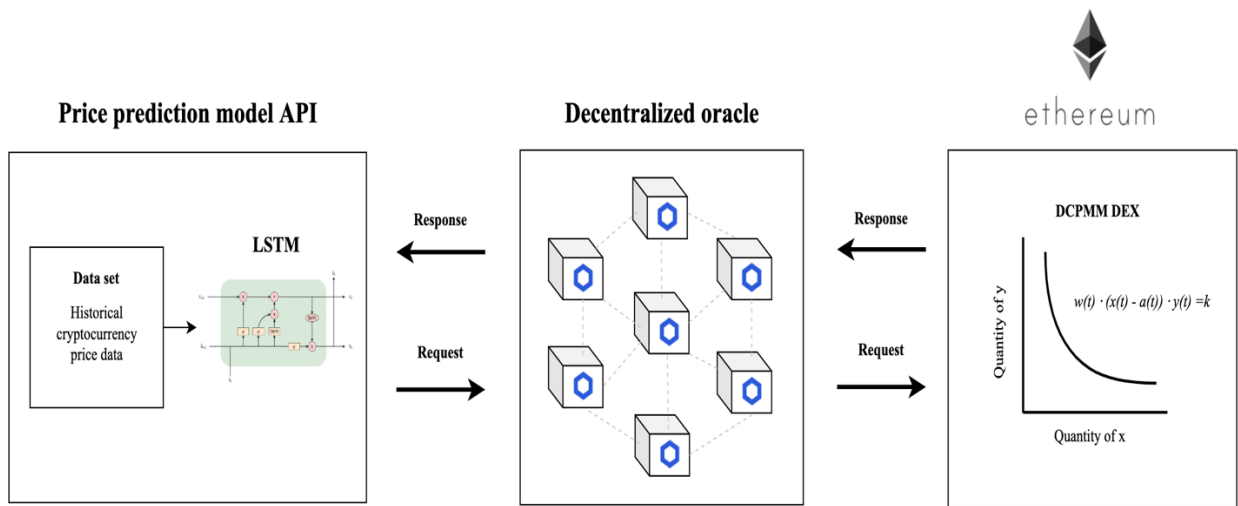 ethereum
Price prediction model API
Decentralized oracle
Response
Response
DCPMM DEX
LSTM
Data set
Historical
cryptocurrency
price data
Quantity of y
w(t) · (x(t) - a(t)) · y(t) =k
Request
Request
Quantity of x